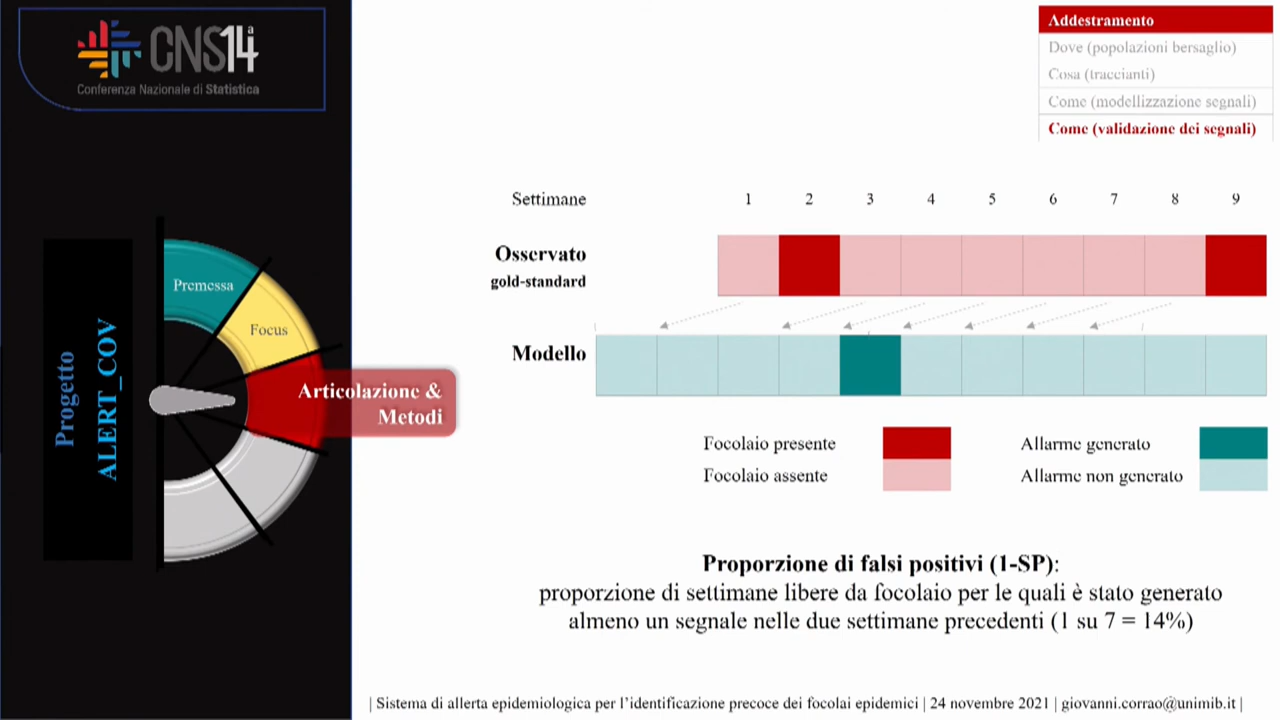 CNS14ª
Conferenza Nazionale di Statistica
Addestramento
Dove (popolazioni bersaglio)
Cosa (traccianti)
Come (modellizzazione segnali)
Come (validazione dei segnali)
Progetto
ALERT_COV
Premessa
Focus
Articolazione &
Metodi
Settimane 1 2 3 4 5 6 7 8 9
Osservato
gold-standard
Modello
Focolaio presente
Focolaio assente
Allarme generato
Allarme non generato
Proporzione di falsi positivi (1-SP):
proporzione di settimane libere da focolaio per le quali è stato generato
almeno un segnale nelle due settimane precedenti (1 su 7 = 14%)
| Sistema di allerta epidemiologica per l'identificazione precoce dei focolai epidemici | 24 novembre 2021 | giovanni.corrao@unimib.it |